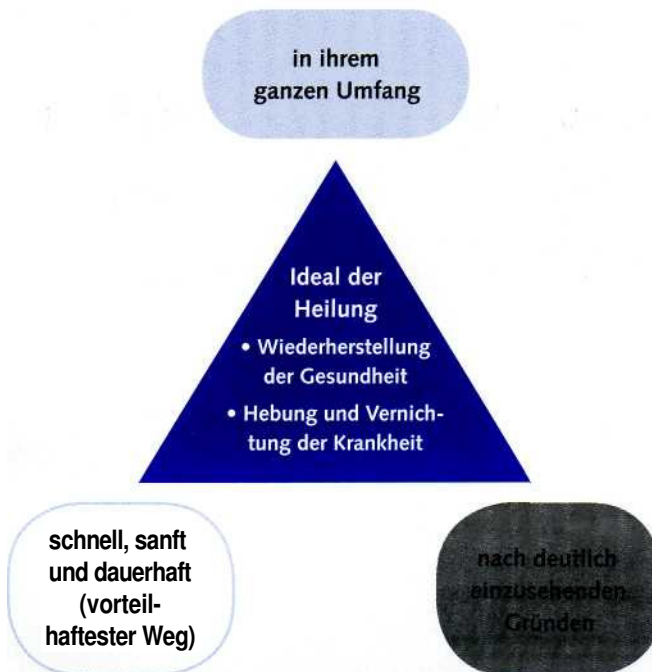 in ihrem
ganzen Umfang
Ideal der
Heilung
• Wiederherstellung
der Gesundheit
• Hebung und Vernich-
tung der Krankheit
schnell, sanft
und dauerhaft
(vorteil-
haftester Weg)
nach deutlich
einzusehenden
Gründen